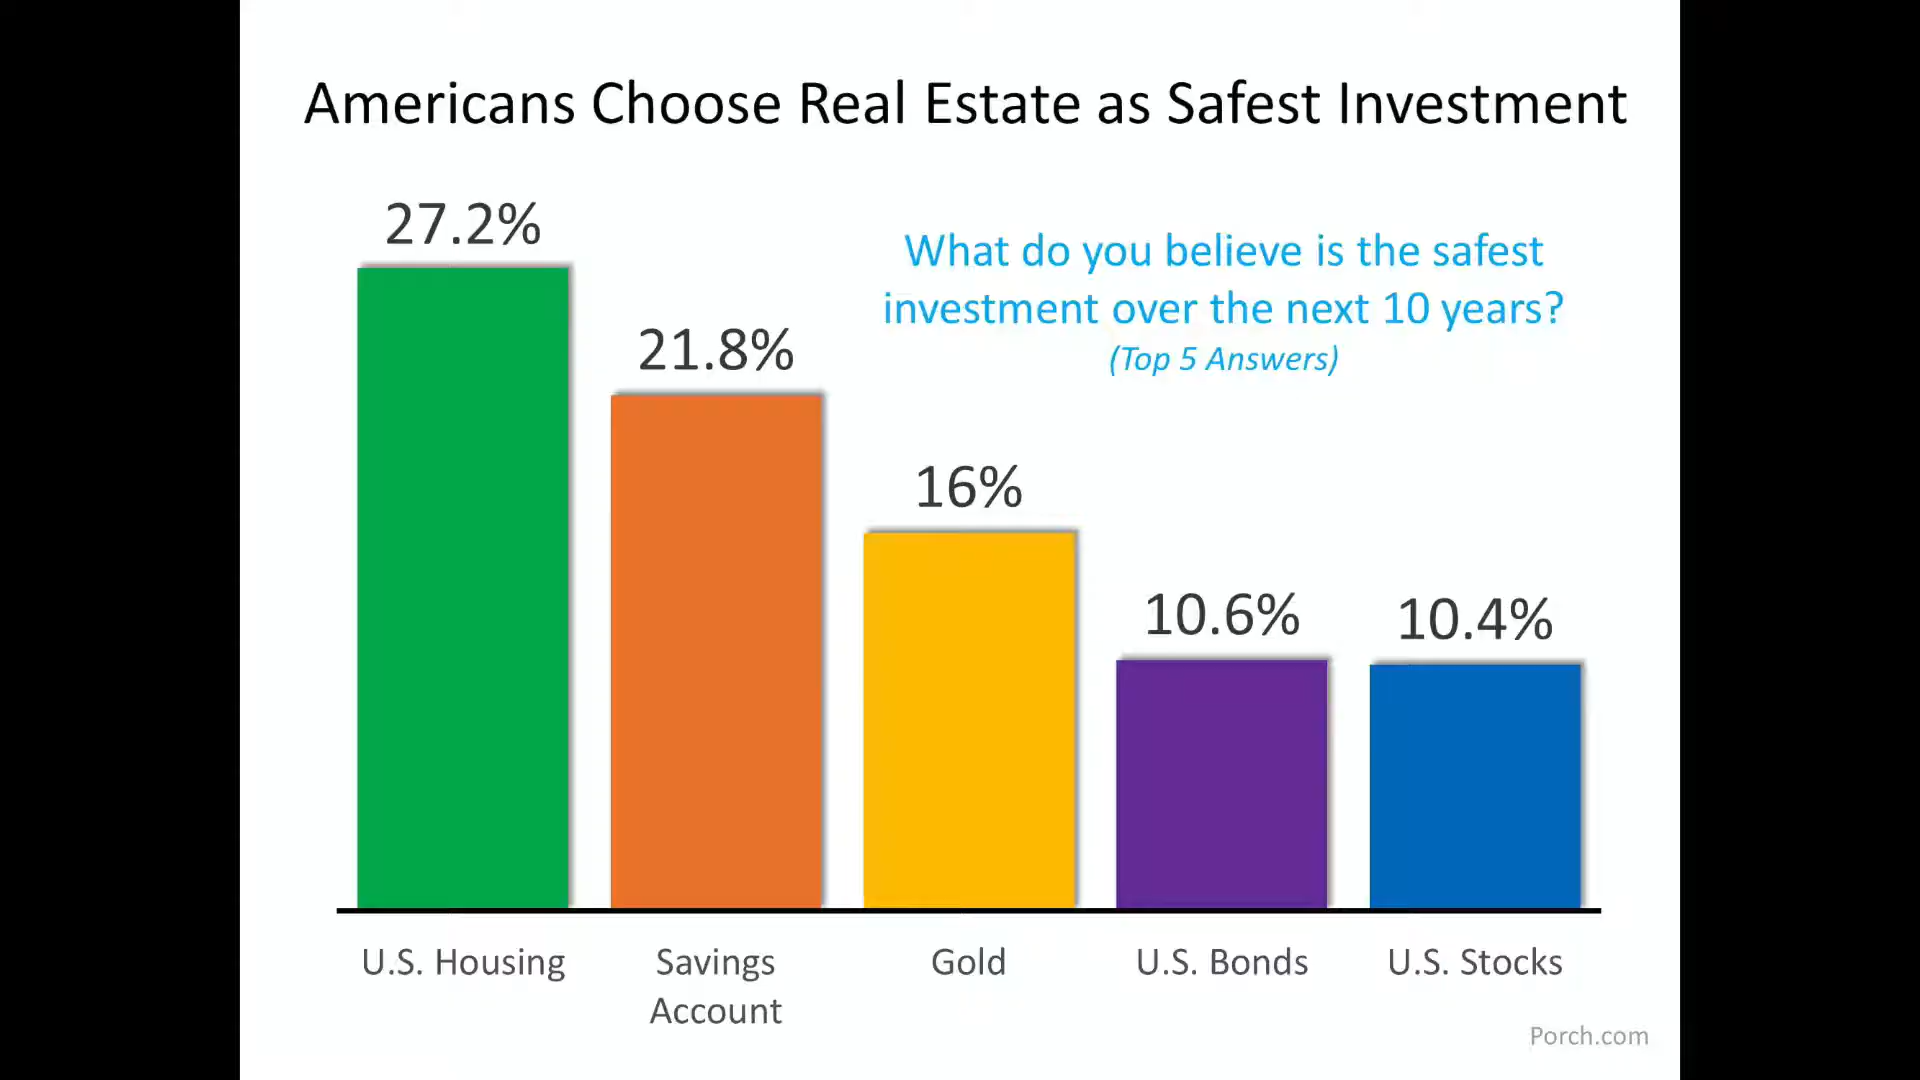 Americans Choose Real Estate as Safest Investment
What do you believe is the safest
investment over the next 10 years?
(Top 5 Answers)
27.2%
21.8%
16%
10.6%
10.4%
U.S. Housing
Savings
Account
Gold
U.S. Bonds
U.S. Stocks
Porch.com